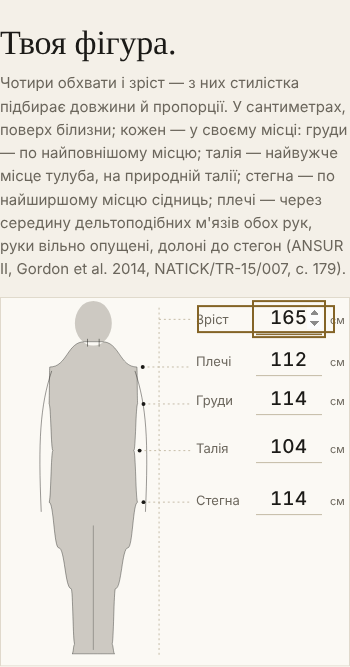 Твоя фігура.
Чотири обхвати і зріст — з них стилістка
підбирає довжини й пропорції. У сантиметрах,
поверх білизни; кожен — у своєму місці: груди
— по найповнішому місцю; талія — найвужче
місце тулуба, на природній талії; стегна — по
найширшому місцю сідниць; плечі — через
середину дельтоподібних м'язів обох рук,
руки вільно опущені, долоні до стегон (ANSUR
II, Gordon et al. 2014, NATICK/TR-15/007, с. 179).
Зріст 165 см
Плечі 112 см
Груди 114 см
Талія 104 см
Стегна 114 см